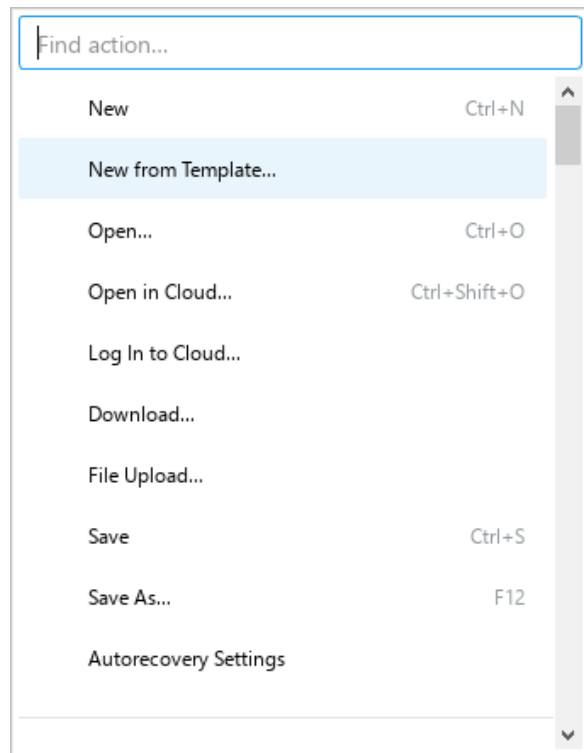 Find action...
New Ctrl+N
New from Template...
Open... Ctrl+O
Open in Cloud... Ctrl+Shift+O
Log In to Cloud...
Download...
File Upload...
Save Ctrl+S
Save As... F12
Autorecovery Settings